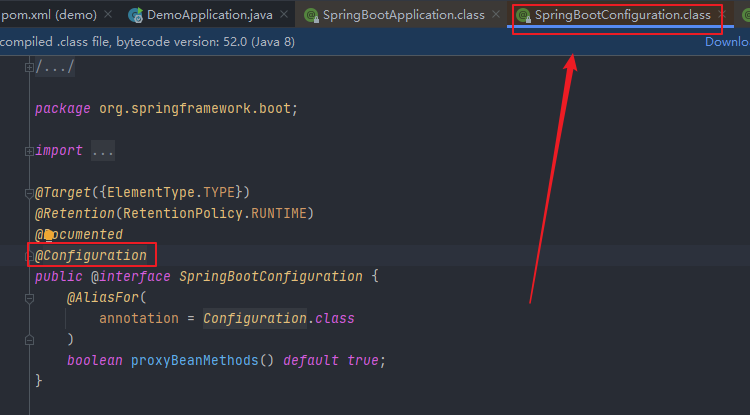 pom.xml (demo) DemoApplication.java SpringBootApplication.class SpringBootConfiguration.class
compiled .class file, bytecode version: 52.0 (Java 8) Downlo
/.../
package org.springframework.boot;
import ...
@Target({ElementType.TYPE})
@Retention(RetentionPolicy.RUNTIME)
@Documented
@Configuration
public @interface SpringBootConfiguration {
@AliasFor(
annotation = Configuration.class
)
boolean proxyBeanMethods() default true;
}